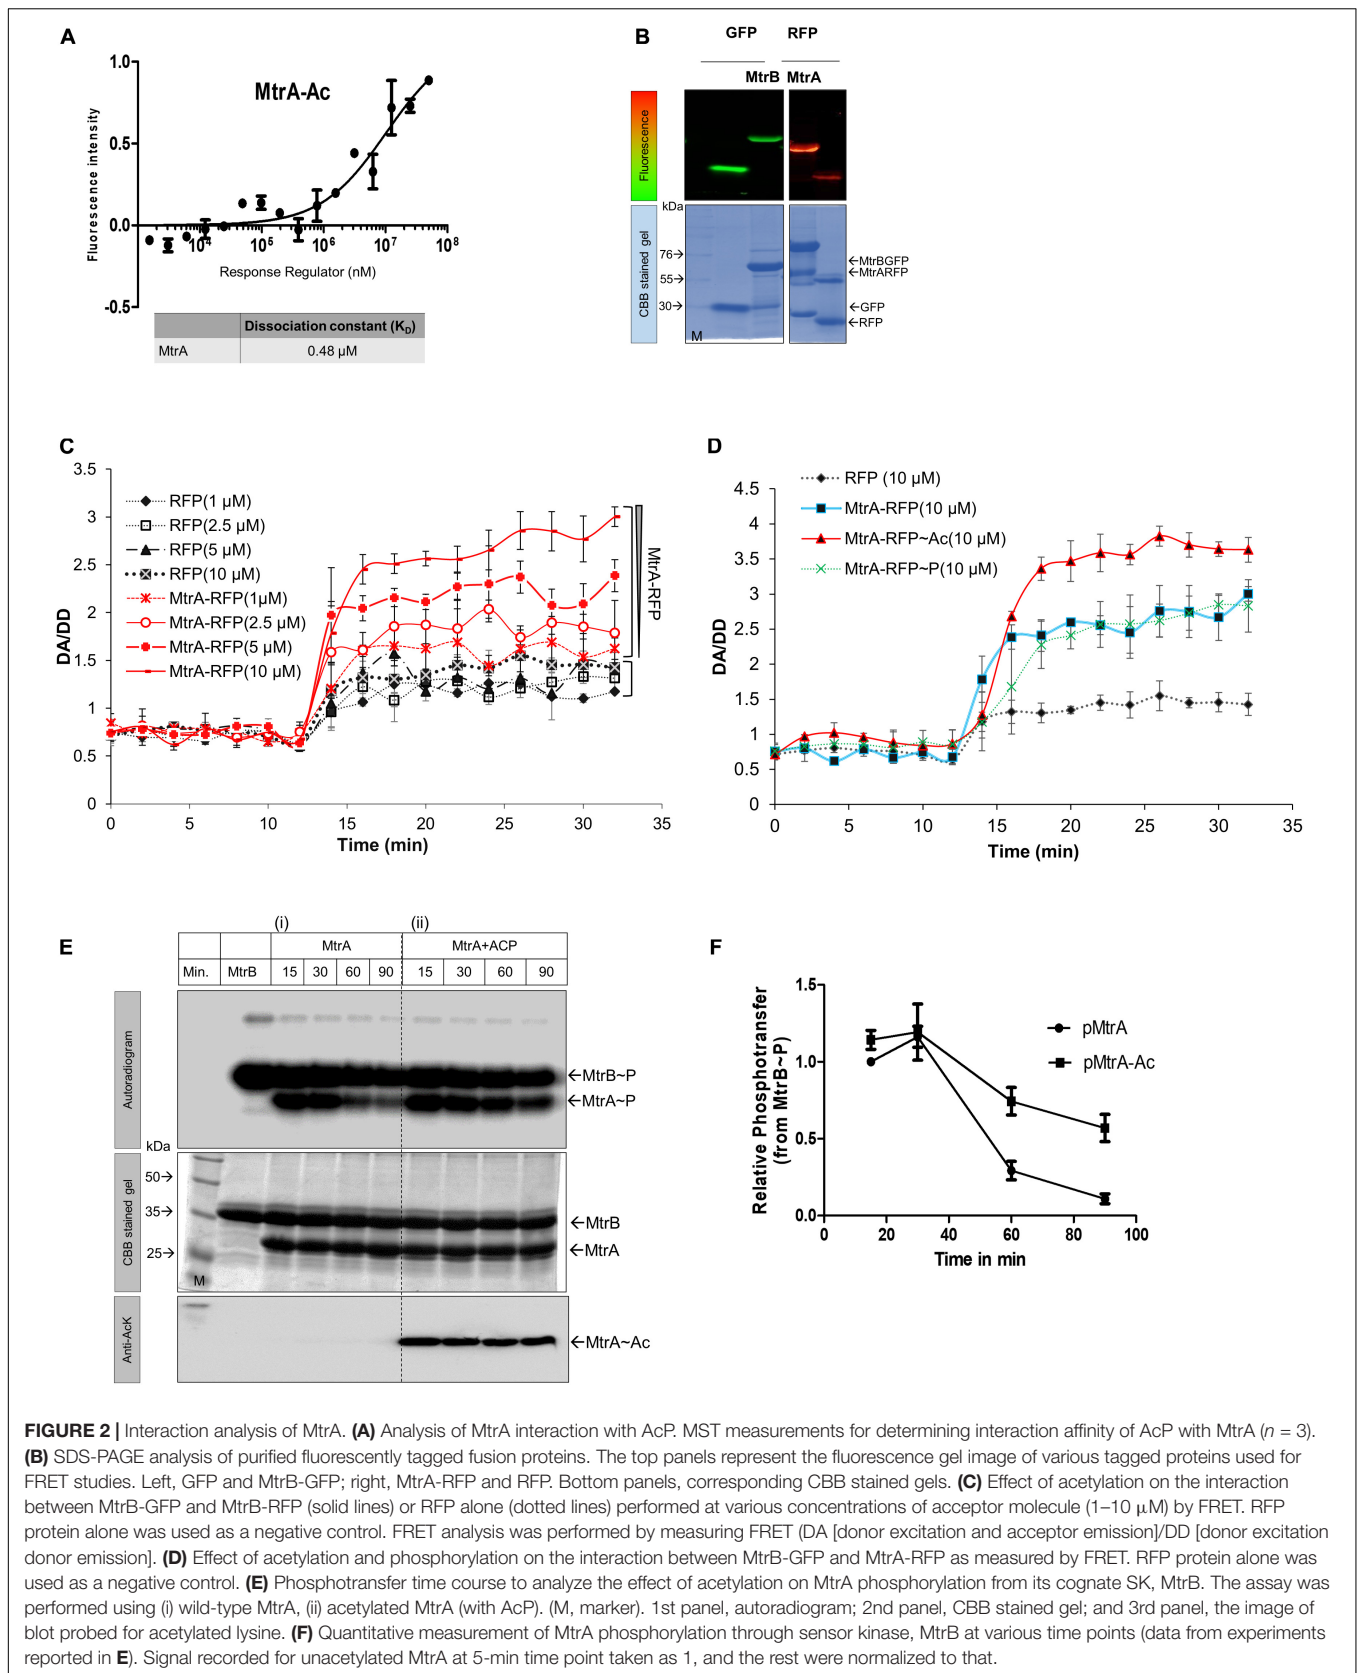 A
1.0
0.5
0.0
-0.5
Fluorescence intensity
MtrA-Ac
10⁴
10⁵
10⁶
10⁷
10⁸
Response Regulator (nM)
Dissociation constant (K_D)
MtrA 0.48 µM
B
GFP RFP
MtrB MtrA
Fluorescence
CBB stained gel
kDa
76→
55→
30→
M
←MtrBGFP
←MtrARFP
←GFP
←RFP
C
3.5
3
2.5
2
1.5
1
0.5
0
DA/DD
RFP(1 µM)
RFP(2.5 µM)
RFP(5 µM)
RFP(10 µM)
MtrA-RFP(1µM)
MtrA-RFP(2.5 µM)
MtrA-RFP(5 µM)
MtrA-RFP(10 µM)
MtrA-RFP
0 5 10 15 20 25 30 35
Time (min)
D
4.5
4
3.5
3
2.5
2
1.5
1
0.5
0
DA/DD
RFP (10 µM)
MtrA-RFP(10 µM)
MtrA-RFP~Ac(10 µM)
MtrA-RFP~P(10 µM)
0 5 10 15 20 25 30 35
Time (min)
E
(i) (ii)
MtrA MtrA+ACP
Min. MtrB 15 30 60 90 15 30 60 90
Autoradiogram
←MtrB~P
←MtrA~P
kDa
50→
35→
25→
CBB stained gel
M
←MtrB
←MtrA
Anti-AcK
←MtrA~Ac
F
1.5
1.0
0.5
0.0
Relative Phosphotransfer
(from MtrB~P)
pMtrA
pMtrA-Ac
0 20 40 60 80 100
Time in min
FIGURE 2 | Interaction analysis of MtrA. (A) Analysis of MtrA interaction with AcP. MST measurements for determining interaction affinity of AcP with MtrA (n = 3).
(B) SDS-PAGE analysis of purified fluorescently tagged fusion proteins. The top panels represent the fluorescence gel image of various tagged proteins used for
FRET studies. Left, GFP and MtrB-GFP; right, MtrA-RFP and RFP. Bottom panels, corresponding CBB stained gels. (C) Effect of acetylation on the interaction
between MtrB-GFP and MtrB-RFP (solid lines) or RFP alone (dotted lines) performed at various concentrations of acceptor molecule (1–10 µM) by FRET. RFP
protein alone was used as a negative control. FRET analysis was performed by measuring FRET (DA [donor excitation and acceptor emission]/DD [donor excitation
donor emission]. (D) Effect of acetylation and phosphorylation on the interaction between MtrB-GFP and MtrA-RFP as measured by FRET. RFP protein alone was
used as a negative control. (E) Phosphotransfer time course to analyze the effect of acetylation on MtrA phosphorylation from its cognate SK, MtrB. The assay was
performed using (i) wild-type MtrA, (ii) acetylated MtrA (with AcP). (M, marker). 1st panel, autoradiogram; 2nd panel, CBB stained gel; and 3rd panel, the image of
blot probed for acetylated lysine. (F) Quantitative measurement of MtrA phosphorylation through sensor kinase, MtrB at various time points (data from experiments
reported in E). Signal recorded for unacetylated MtrA at 5-min time point taken as 1, and the rest were normalized to that.